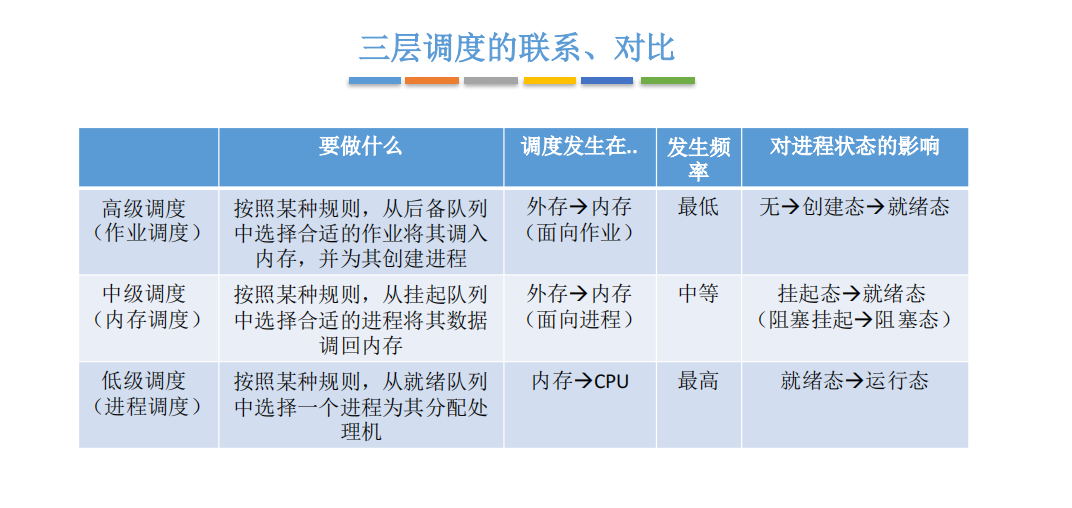 三层调度的联系、对比
要做什么
调度发生在..
发生频
率
对进程状态的影响
高级调度
（作业调度）
按照某种规则，从后备队列
中选择合适的作业将其调入
内存，并为其创建进程
外存→内存
（面向作业）
最低
无→创建态→就绪态
中级调度
（内存调度）
按照某种规则，从挂起队列
中选择合适的进程将其数据
调回内存
外存→内存
（面向进程）
中等
挂起态→就绪态
（阻塞挂起→阻塞态）
低级调度
（进程调度）
按照某种规则，从就绪队列
中选择一个进程为其分配处
理机
内存→CPU
最高
就绪态→运行态